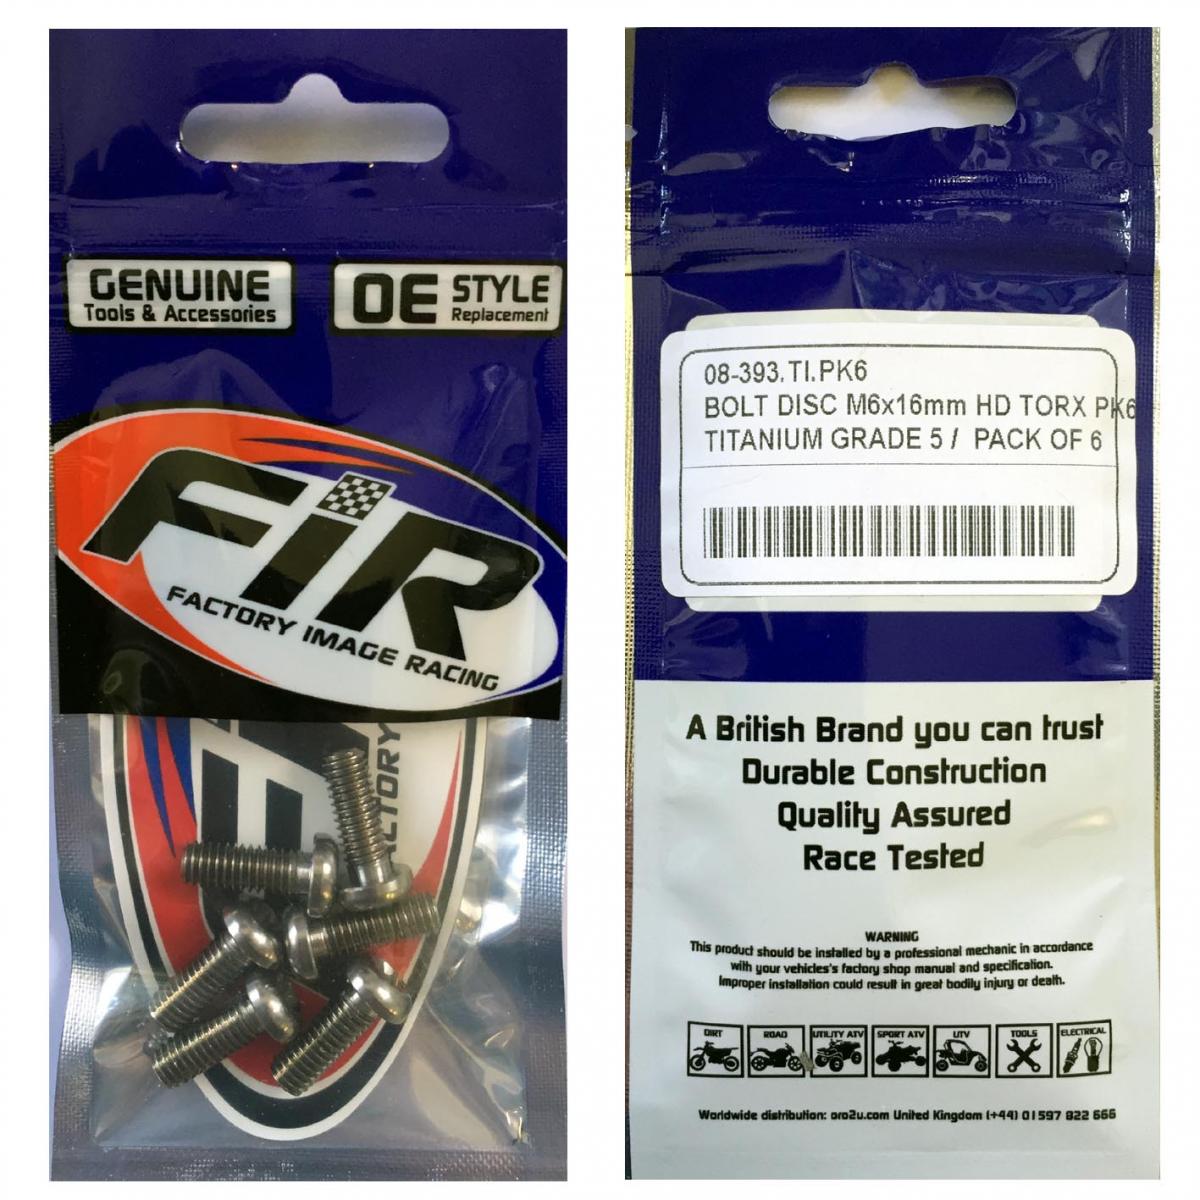 GENUINE
Tools & Accessories
OE STYLE
Replacement
FiR
FACTORY IMAGE RACING
FACTORY
08-393.TI.PK6
BOLT DISC M6x16mm HD TORX PK6
TITANIUM GRADE 5 / PACK OF 6
A British Brand you can trust
Durable Construction
Quality Assured
Race Tested
WARNING
This product should be installed by a professional mechanic in accordance
with your vehicles's factory shop manual and specification.
Improper installation could result in great bodily injury or death.
DIRT ROAD UTILITY ATV SPORT ATV UTV TOOLS ELECTRICAL
Worldwide distribution: oro2u.com United Kingdom (+44) 01597 822 666